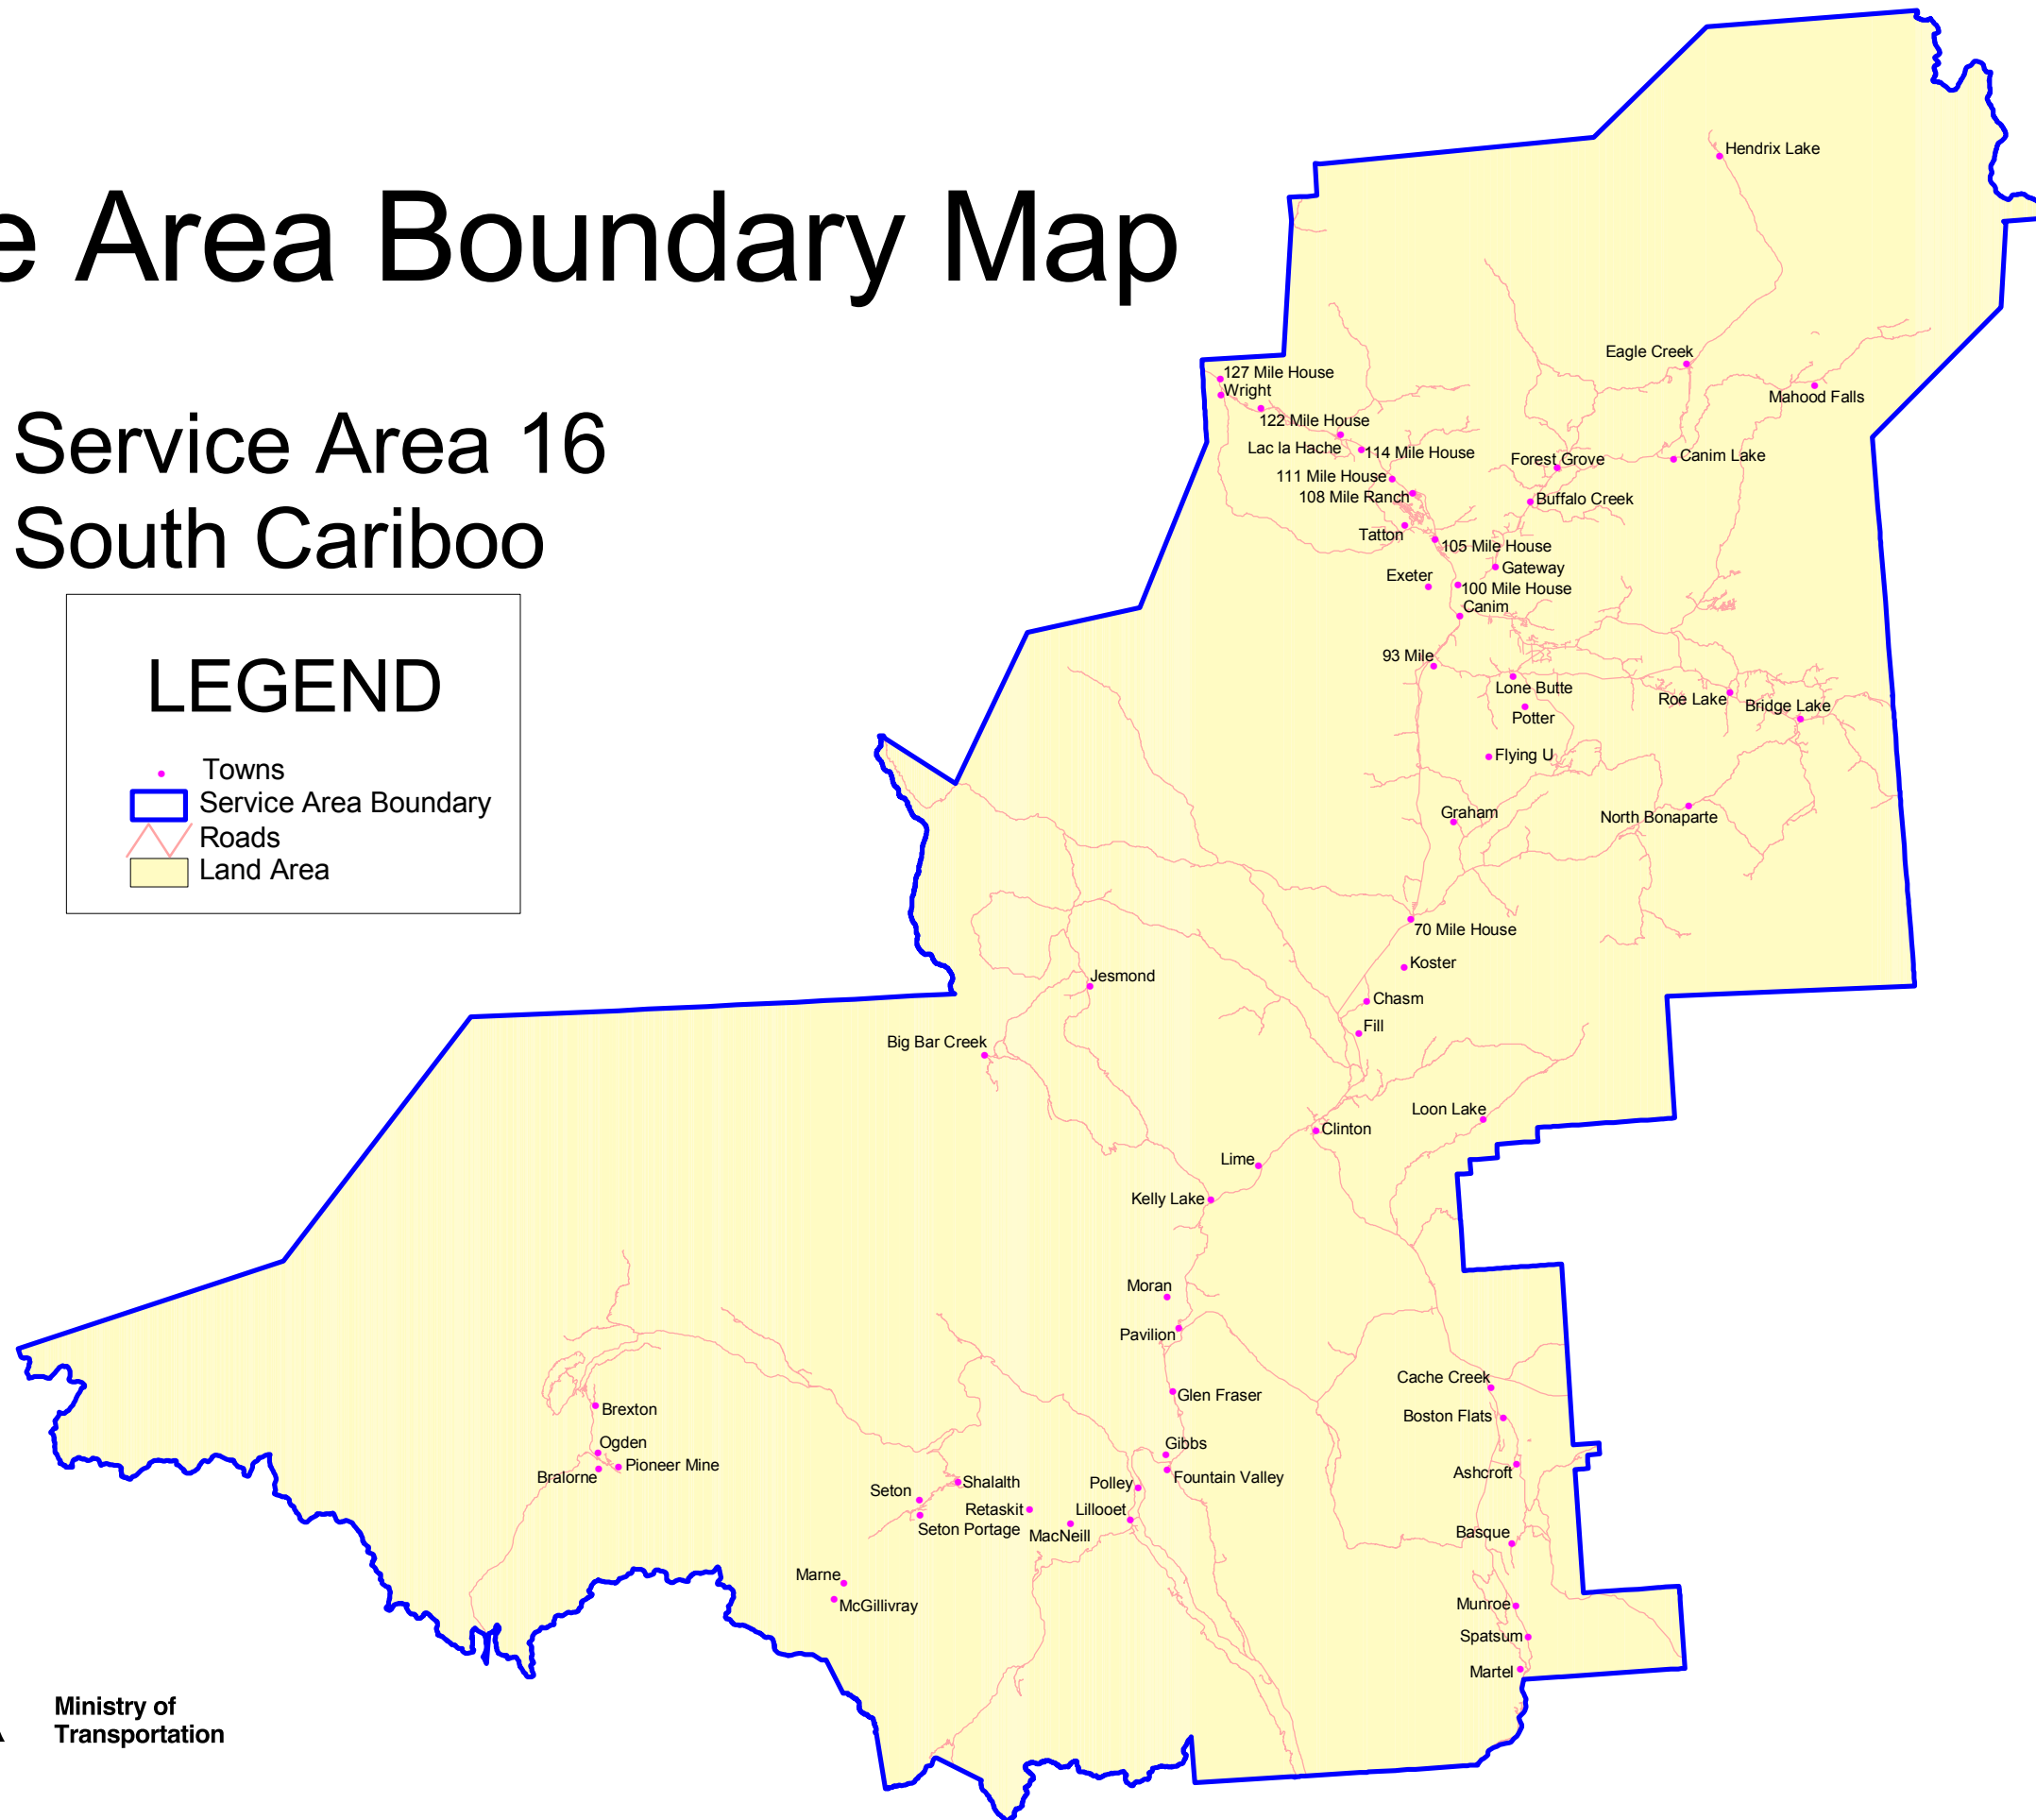 e Area Boundary Map
Service Area 16
South Cariboo
LEGEND
Towns
Service Area Boundary
Roads
Land Area
Hendrix Lake
Eagle Creek
Mahood Falls
127 Mile House
Wright
122 Mile House
Lac la Hache
114 Mile House
Forest Grove
Canim Lake
111 Mile House
108 Mile Ranch
Buffalo Creek
Tatton
105 Mile House
Gateway
Exeter
100 Mile House
Canim
93 Mile
Lone Butte
Roe Lake
Bridge Lake
Potter
Flying U
Graham
North Bonaparte
70 Mile House
Koster
Jesmond
Chasm
Fill
Big Bar Creek
Loon Lake
Clinton
Lime
Kelly Lake
Moran
Pavilion
Cache Creek
Glen Fraser
Boston Flats
Brexton
Ogden
Gibbs
Pioneer Mine
Bralorne
Fountain Valley
Ashcroft
Shalalth
Polley
Seton
Retaskit
Lillooet
Seton Portage
MacNeill
Basque
Marne
McGillivray
Munroe
Spatsum
Martel
Ministry of
Transportation